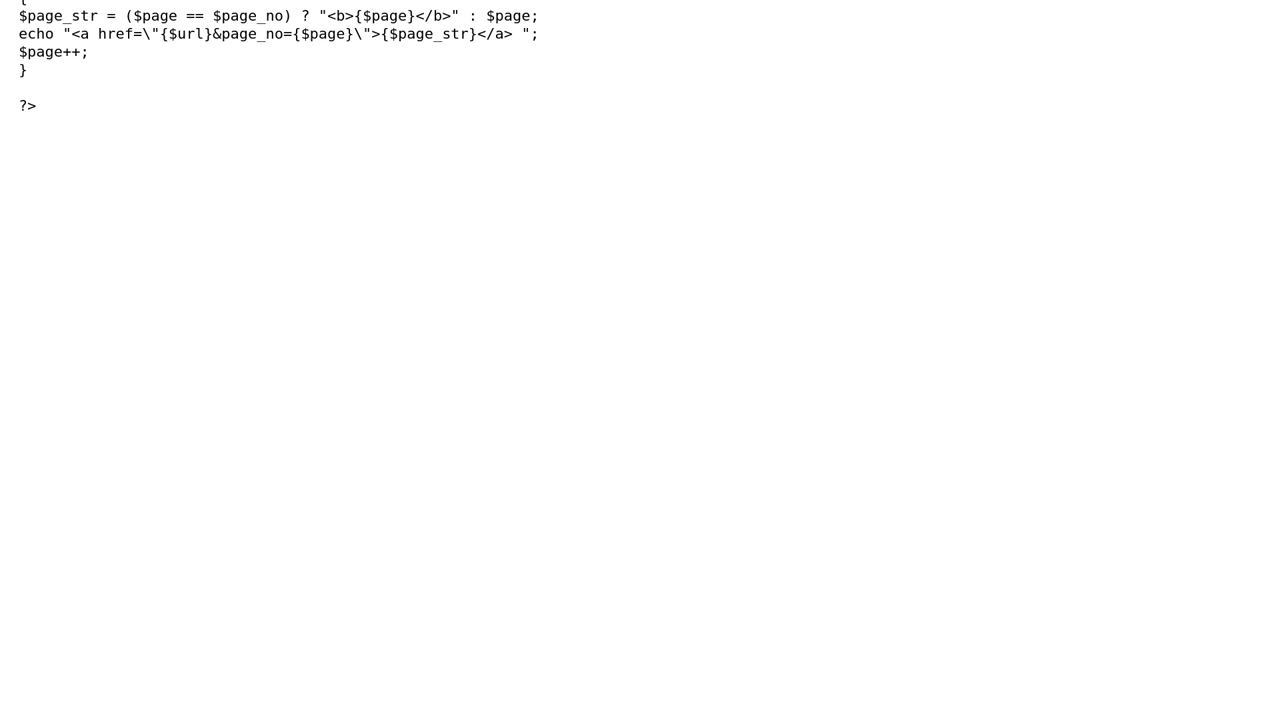 {
$page_str = ($page == $page_no) ? "<b>{$page}</b>" : $page;
echo "<a href=\"{$url}&page_no={$page}\">{$page_str}</a> ";
$page++;
}
?>